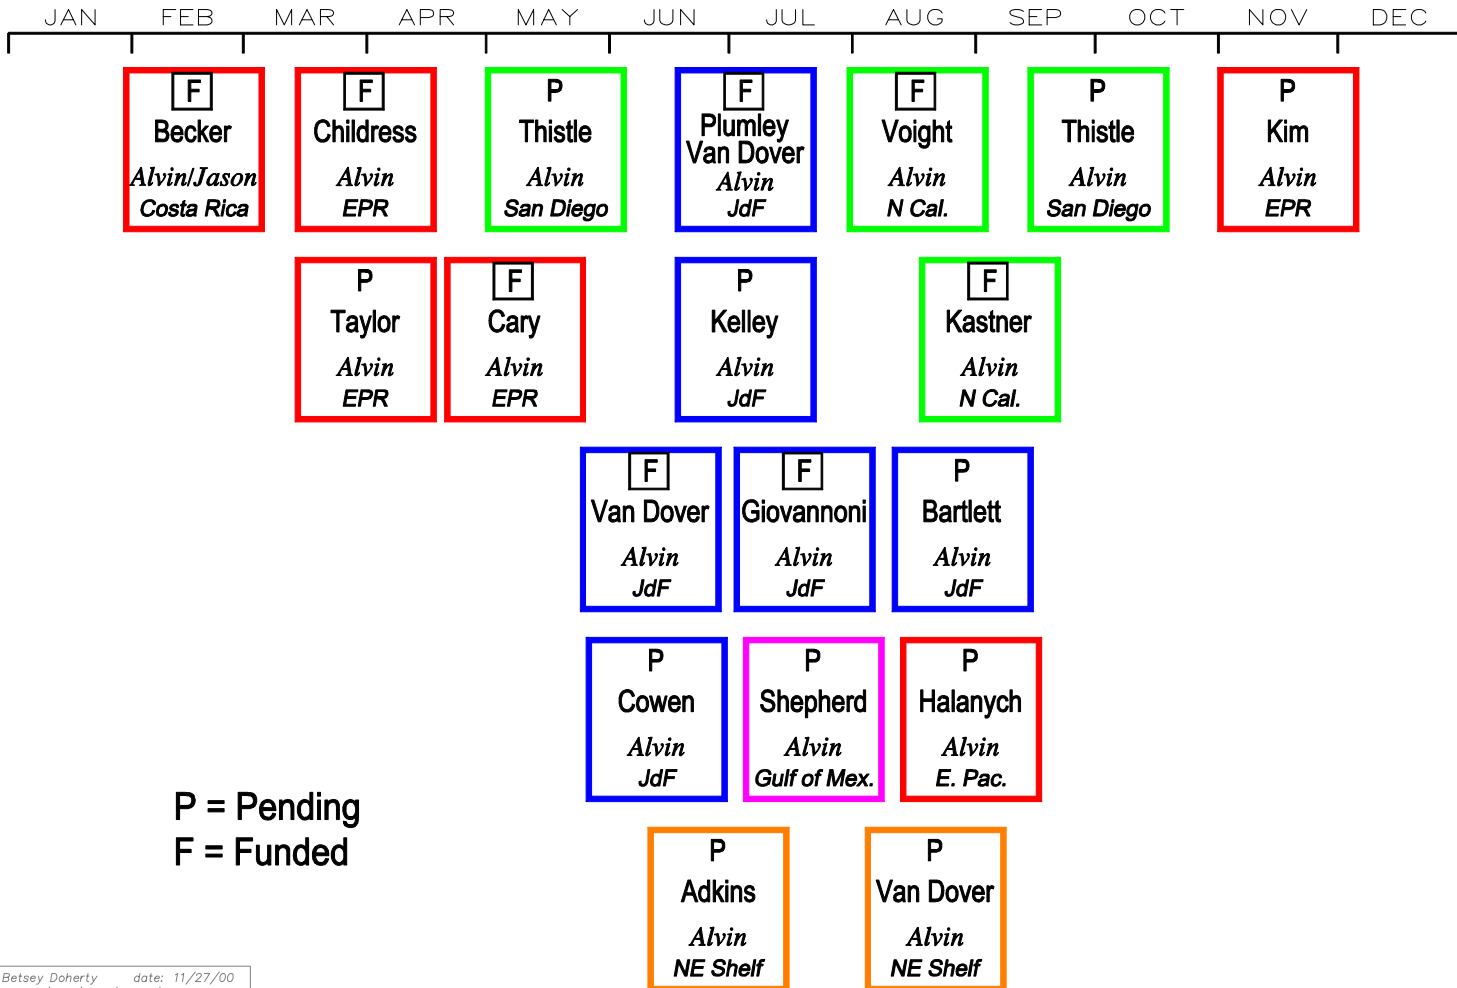 JAN FEB MAR APR MAY JUN JUL AUG SEP OCT NOV DEC
F
Becker
Alvin/Jason
Costa Rica
F
Childress
Alvin
EPR
P
Thistle
Alvin
San Diego
F
Plumley
Van Dover
Alvin
JdF
F
Voight
Alvin
N Cal.
P
Thistle
Alvin
San Diego
P
Kim
Alvin
EPR
P
Taylor
Alvin
EPR
F
Cary
Alvin
EPR
P
Kelley
Alvin
JdF
F
Kastner
Alvin
N Cal.
F
Van Dover
Alvin
JdF
F
Giovannoni
Alvin
JdF
P
Bartlett
Alvin
JdF
P
Cowen
Alvin
JdF
P
Shepherd
Alvin
Gulf of Mex.
P
Halanych
Alvin
E. Pac.
P = Pending
F = Funded
P
Adkins
Alvin
NE Shelf
P
Van Dover
Alvin
NE Shelf
Betsey Doherty date: 11/27/00